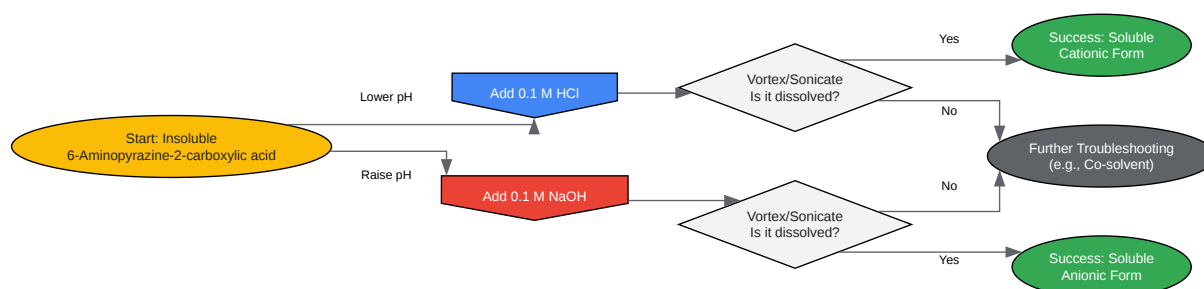 Start: Insoluble
6-Aminopyrazine-2-carboxylic acid
Lower pH
Raise pH
Add 0.1 M HCl
Add 0.1 M NaOH
Vortex/Sonicate
Is it dissolved?
Vortex/Sonicate
Is it dissolved?
Yes
No
No
Yes
Success: Soluble
Cationic Form
Further Troubleshooting
(e.g., Co-solvent)
Success: Soluble
Anionic Form